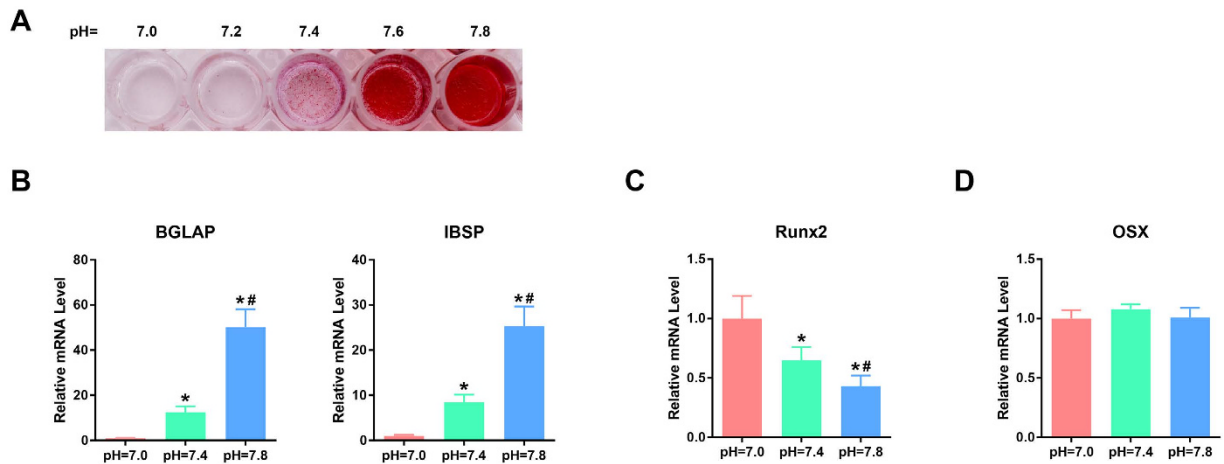 A
pH= 7.0 7.2 7.4 7.6 7.8
B
BGLAP
Relative mRNA Level
80
60
40
20
0
*
*#
pH=7.0 pH=7.4 pH=7.8
IBSP
Relative mRNA Level
40
30
20
10
0
*
*#
pH=7.0 pH=7.4 pH=7.8
C
Runx2
Relative mRNA Level
1.5
1.0
0.5
0.0
*
*#
pH=7.0 pH=7.4 pH=7.8
D
OSX
Relative mRNA Level
1.5
1.0
0.5
0.0
pH=7.0 pH=7.4 pH=7.8